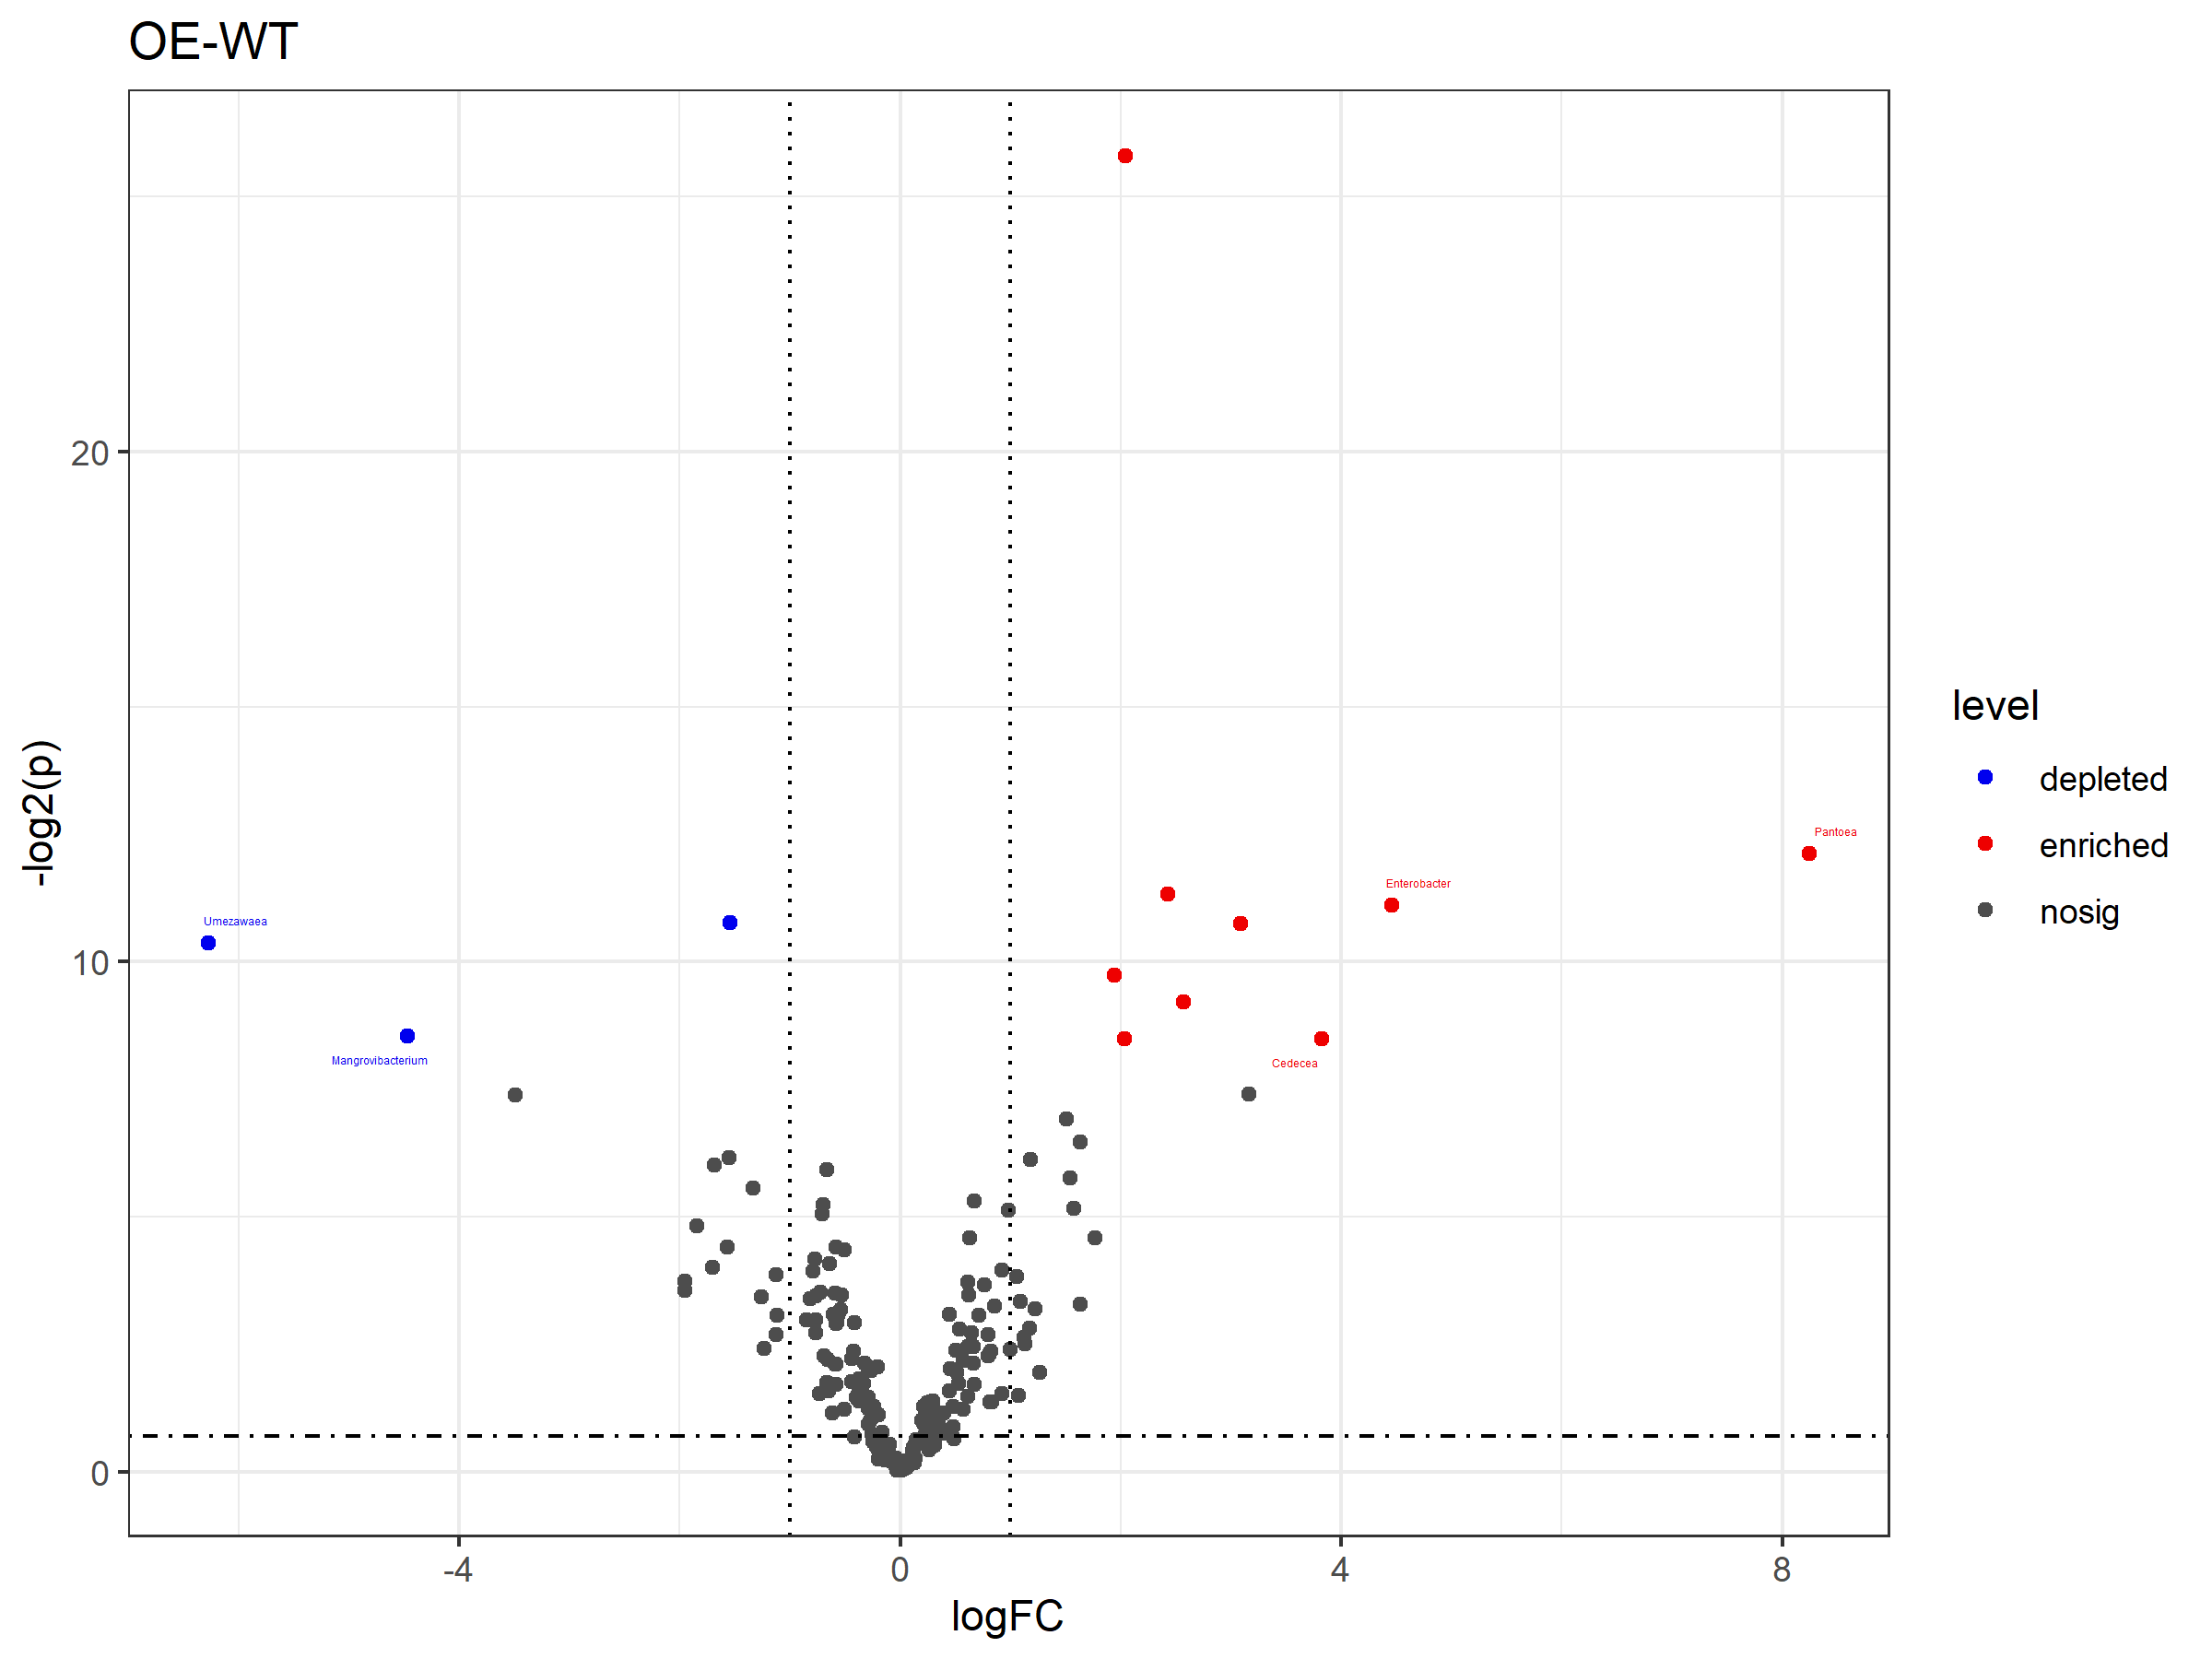 OE-WT
-log2(p)
20
10
0
-4
0
4
8
logFC
Umezawaea
Mangrovibacterium
Pantoea
Enterobacter
Cedecea
level
depleted
enriched
nosig